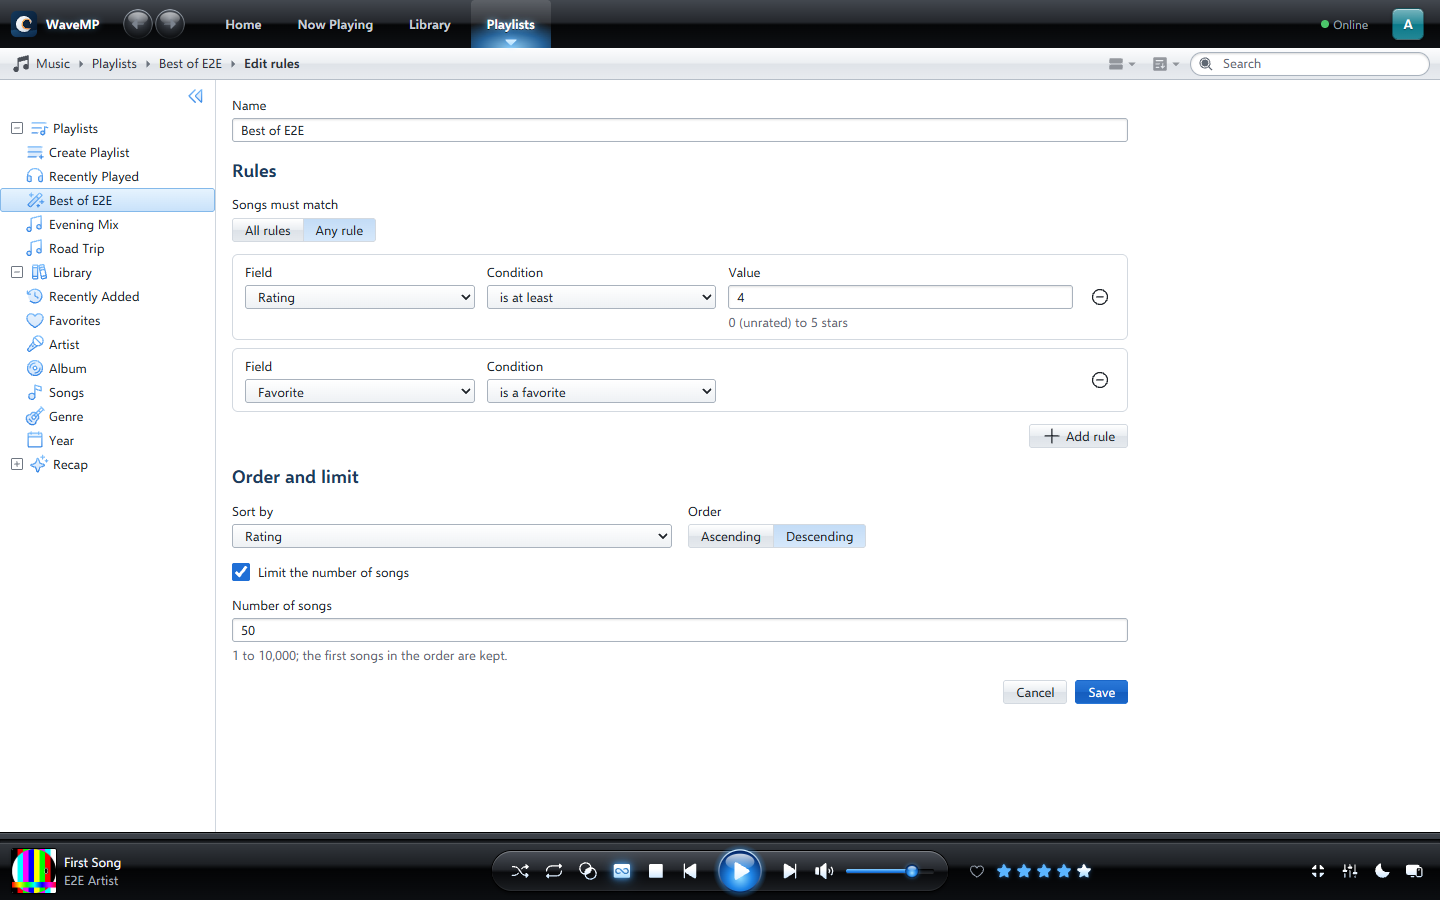 WaveMP
Home
Now Playing
Library
Playlists
Online
A
Music
Playlists
Best of E2E
Edit rules
Search
Playlists
Create Playlist
Recently Played
Best of E2E
Evening Mix
Road Trip
Library
Recently Added
Favorites
Artist
Album
Songs
Genre
Year
Recap
Name
Best of E2E
Rules
Songs must match
All rules
Any rule
Field
Condition
Value
Rating
is at least
4
0 (unrated) to 5 stars
Field
Condition
Favorite
is a favorite
Add rule
Order and limit
Sort by
Order
Rating
Ascending
Descending
Limit the number of songs
Number of songs
50
1 to 10,000; the first songs in the order are kept.
Cancel
Save
First Song
E2E Artist